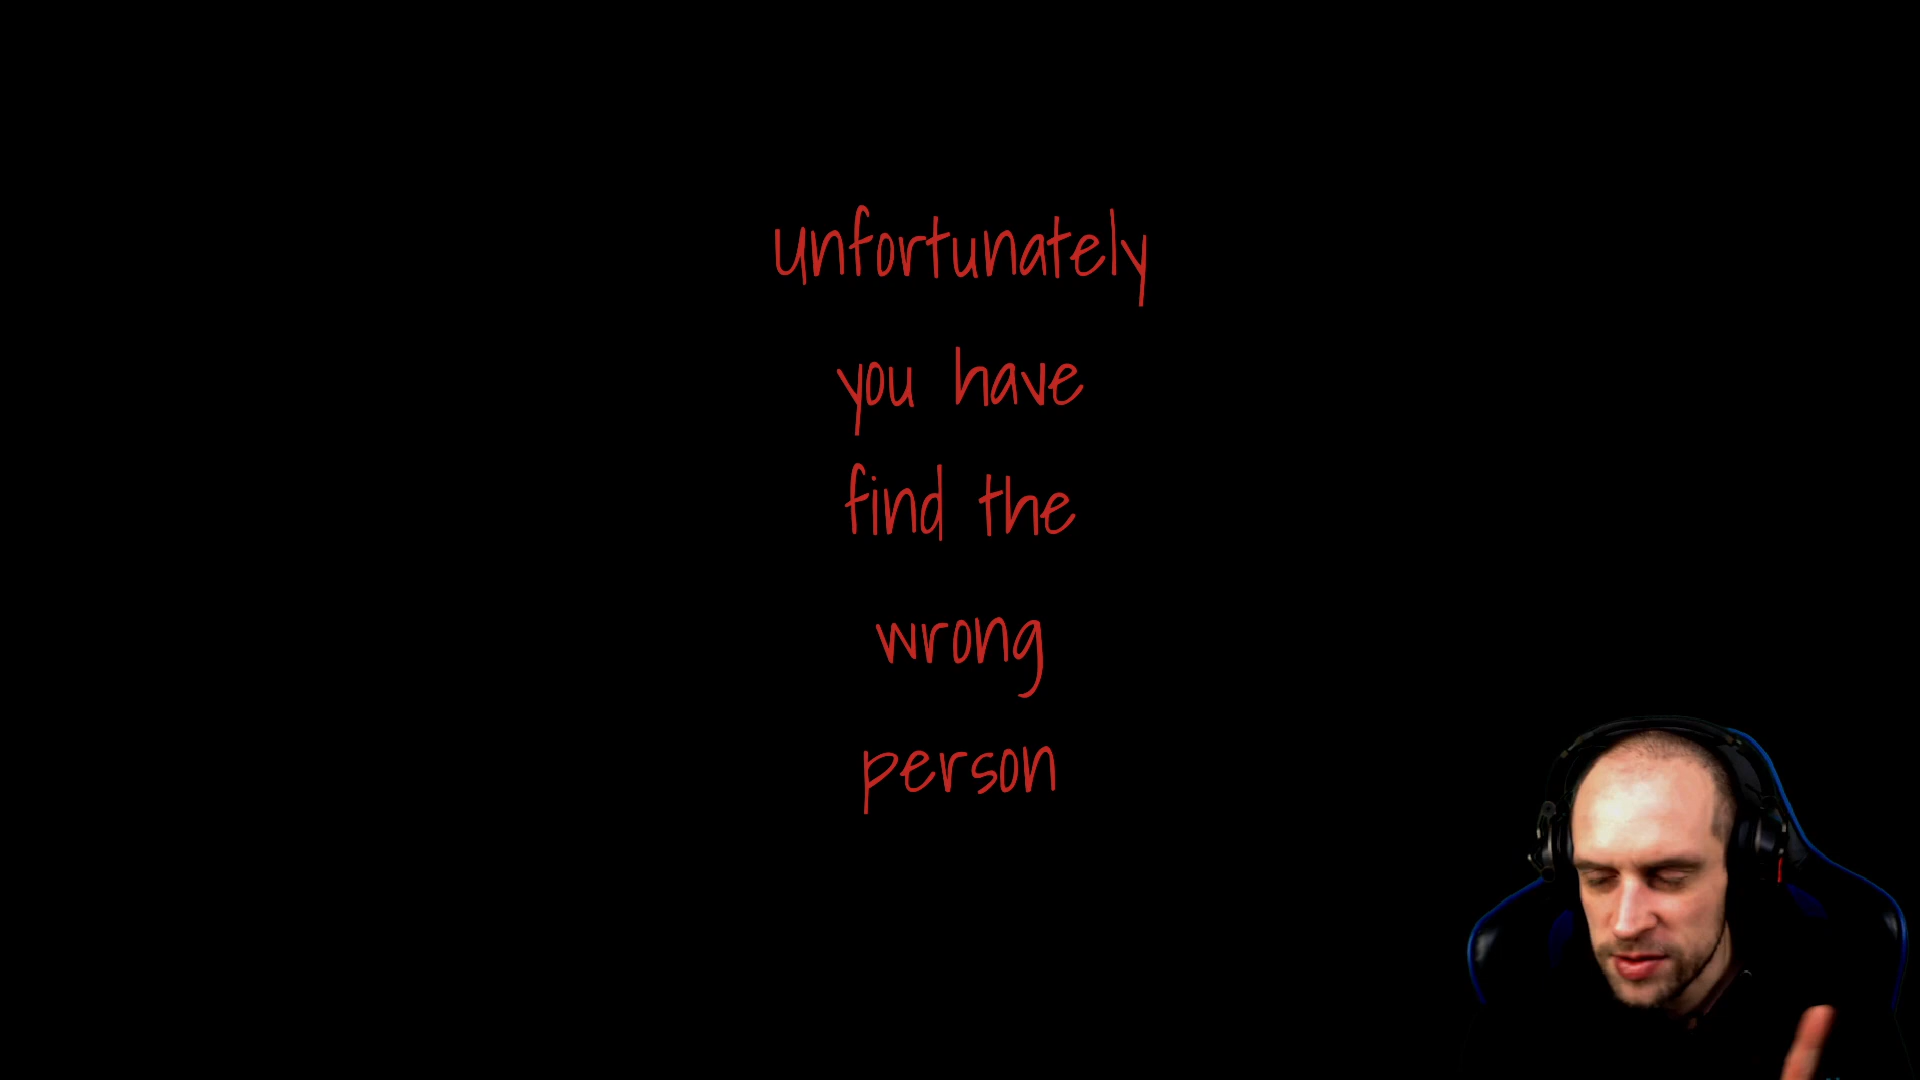 Unfortunately
you have
find the
wrong
person